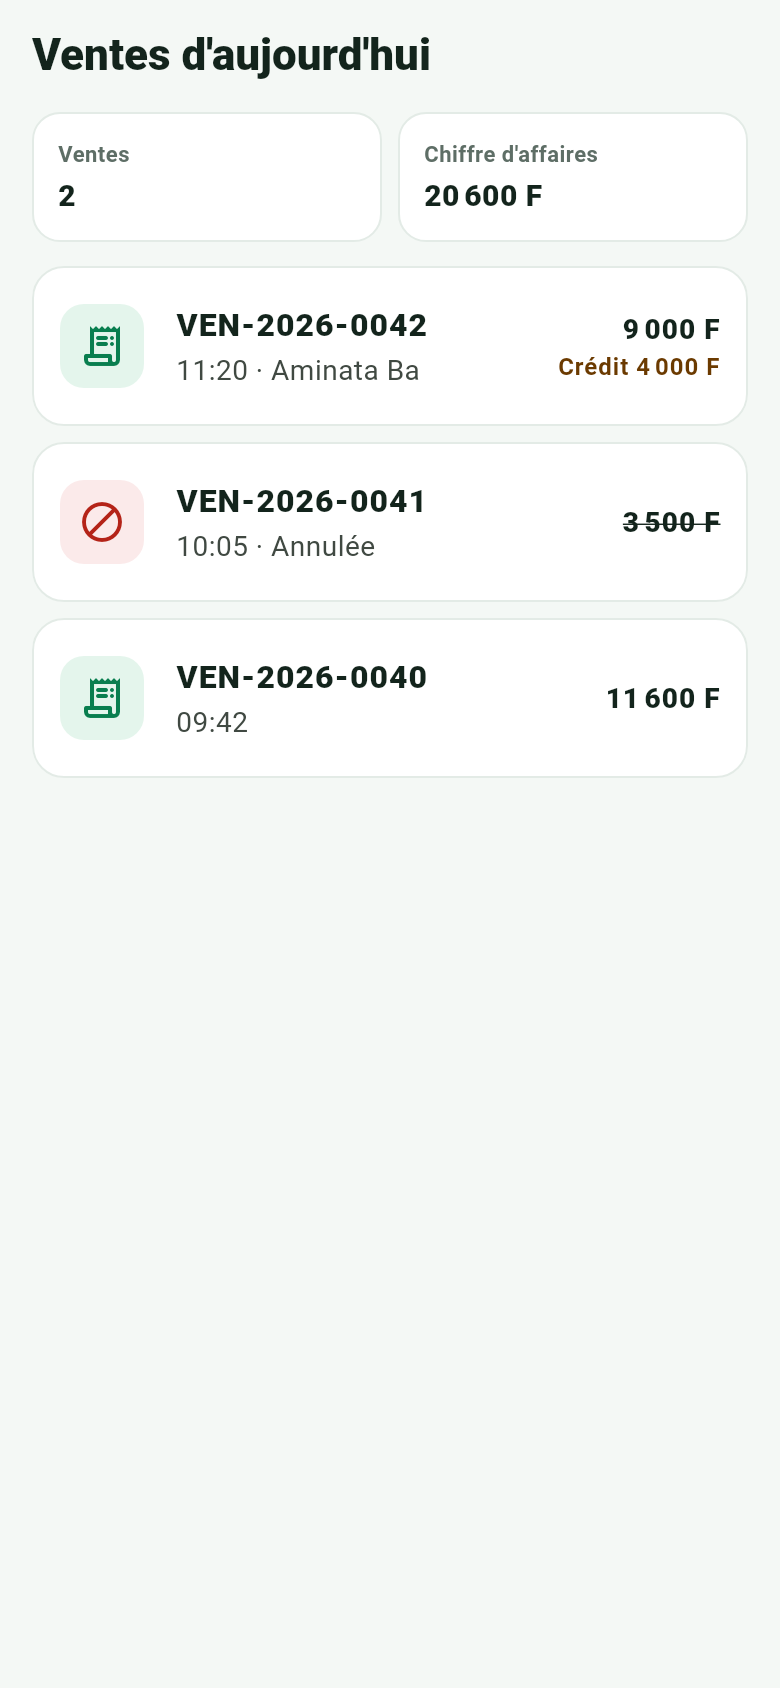 Ventes d'aujourd'hui
Ventes
2
Chiffre d'affaires
20 600 F
VEN-2026-0042
11:20 · Aminata Ba
9 000 F
Crédit 4 000 F
VEN-2026-0041
10:05 · Annulée
3 500 F
VEN-2026-0040
09:42
11 600 F